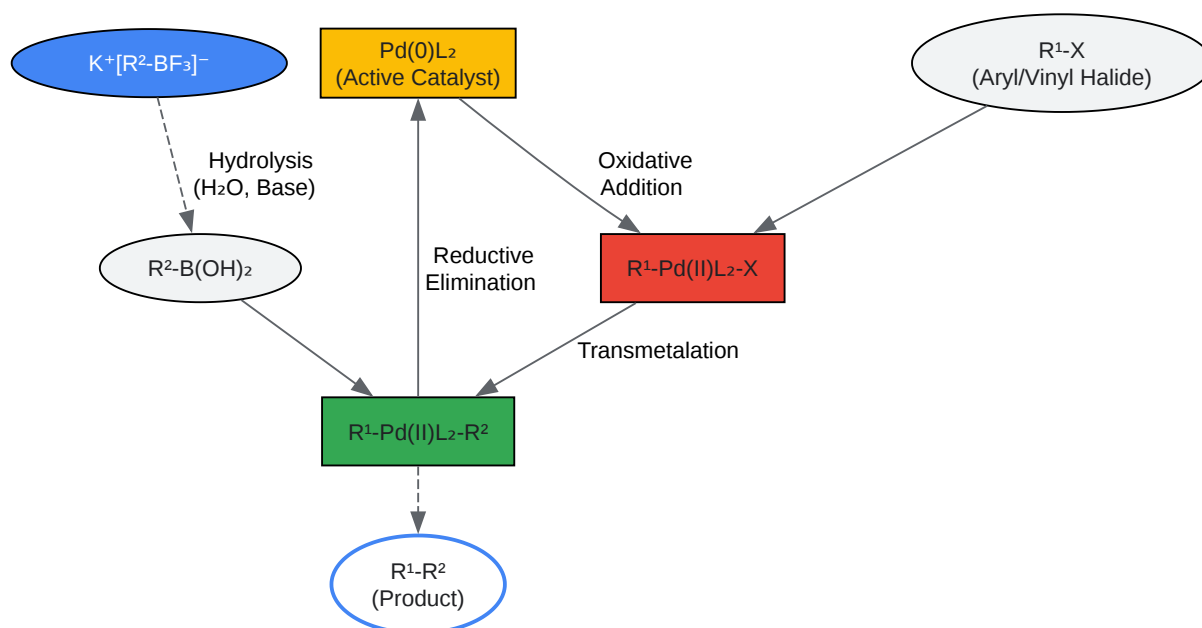 K⁺[R²-BF₃]⁻
Pd(0)L₂
(Active Catalyst)
R¹-X
(Aryl/Vinyl Halide)
Hydrolysis
(H₂O, Base)
Oxidative
Addition
R²-B(OH)₂
Reductive
Elimination
R¹-Pd(II)L₂-X
Transmetalation
R¹-Pd(II)L₂-R²
R¹-R²
(Product)